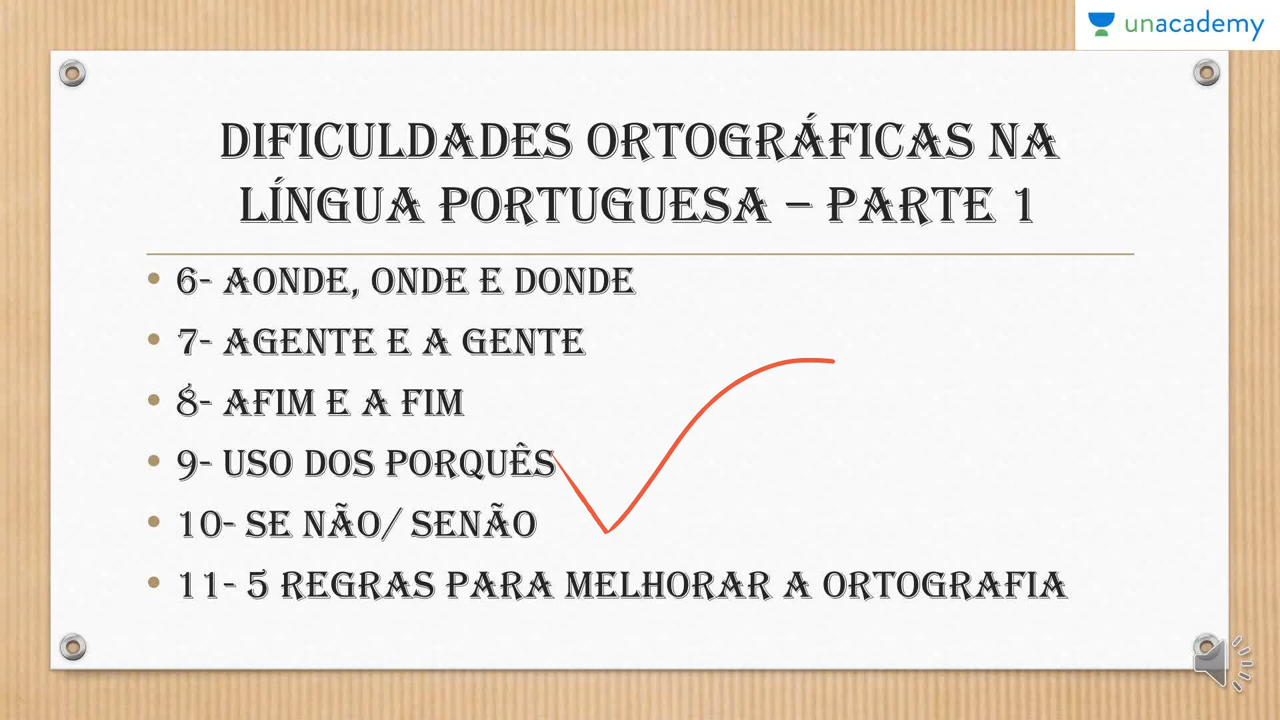 unacademy
DIFICULDADES ORTOGRÁFICAS NA
LÍNGUA PORTUGUESA – PARTE 1
• 6- AONDE, ONDE E DONDE
• 7- AGENTE E A GENTE
• 8- AFIM E A FIM
• 9- USO DOS PORQUÊS
• 10- SE NÃO/ SENÃO
• 11- 5 REGRAS PARA MELHORAR A ORTOGRAFIA